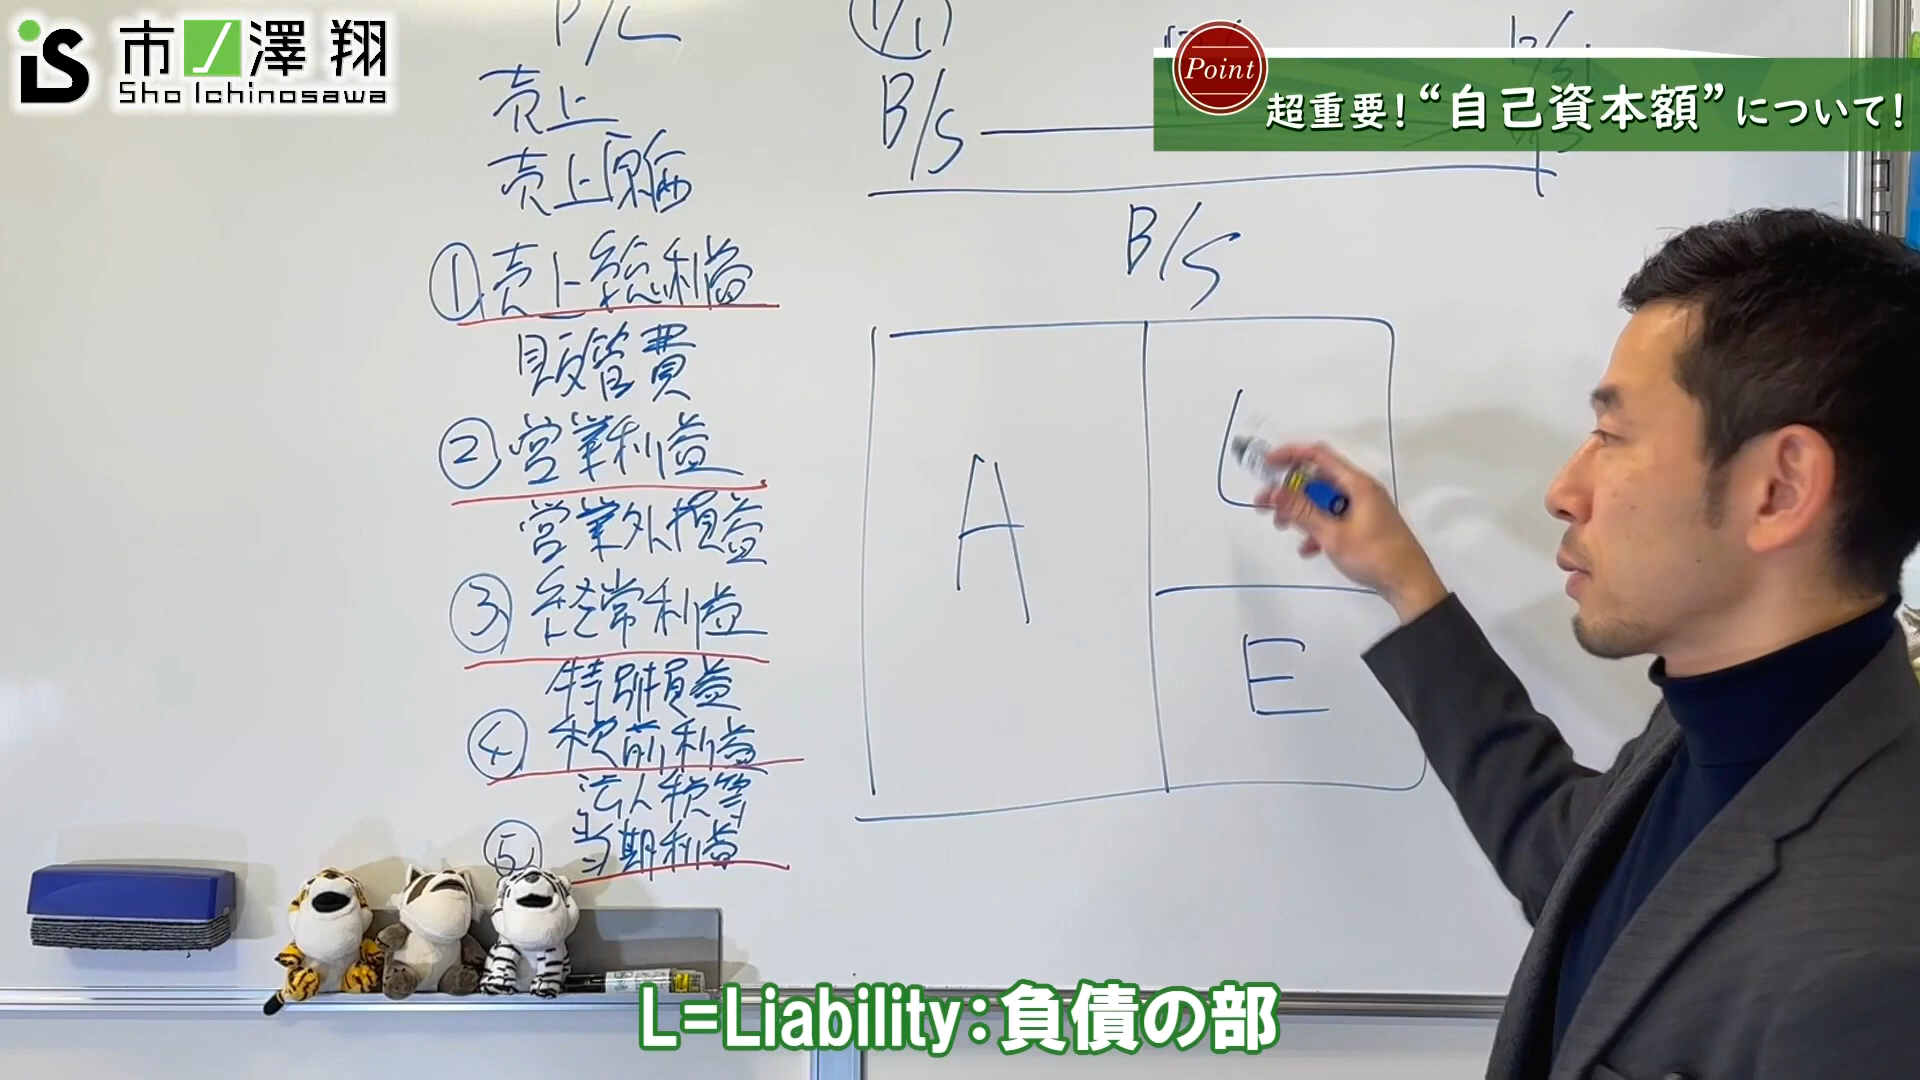 iS 市ノ澤 翔
Sho Ichinosawa
Point
超重要！“自己資本額”について！
P/L
売上
売上原価
①売上総利益
販管費
②営業利益
営業外損益
③経常利益
特別損益
④税前利益
法人税等
⑤当期利益
1/1
B/S
B/S
A
L
E
L=Liability：負債の部